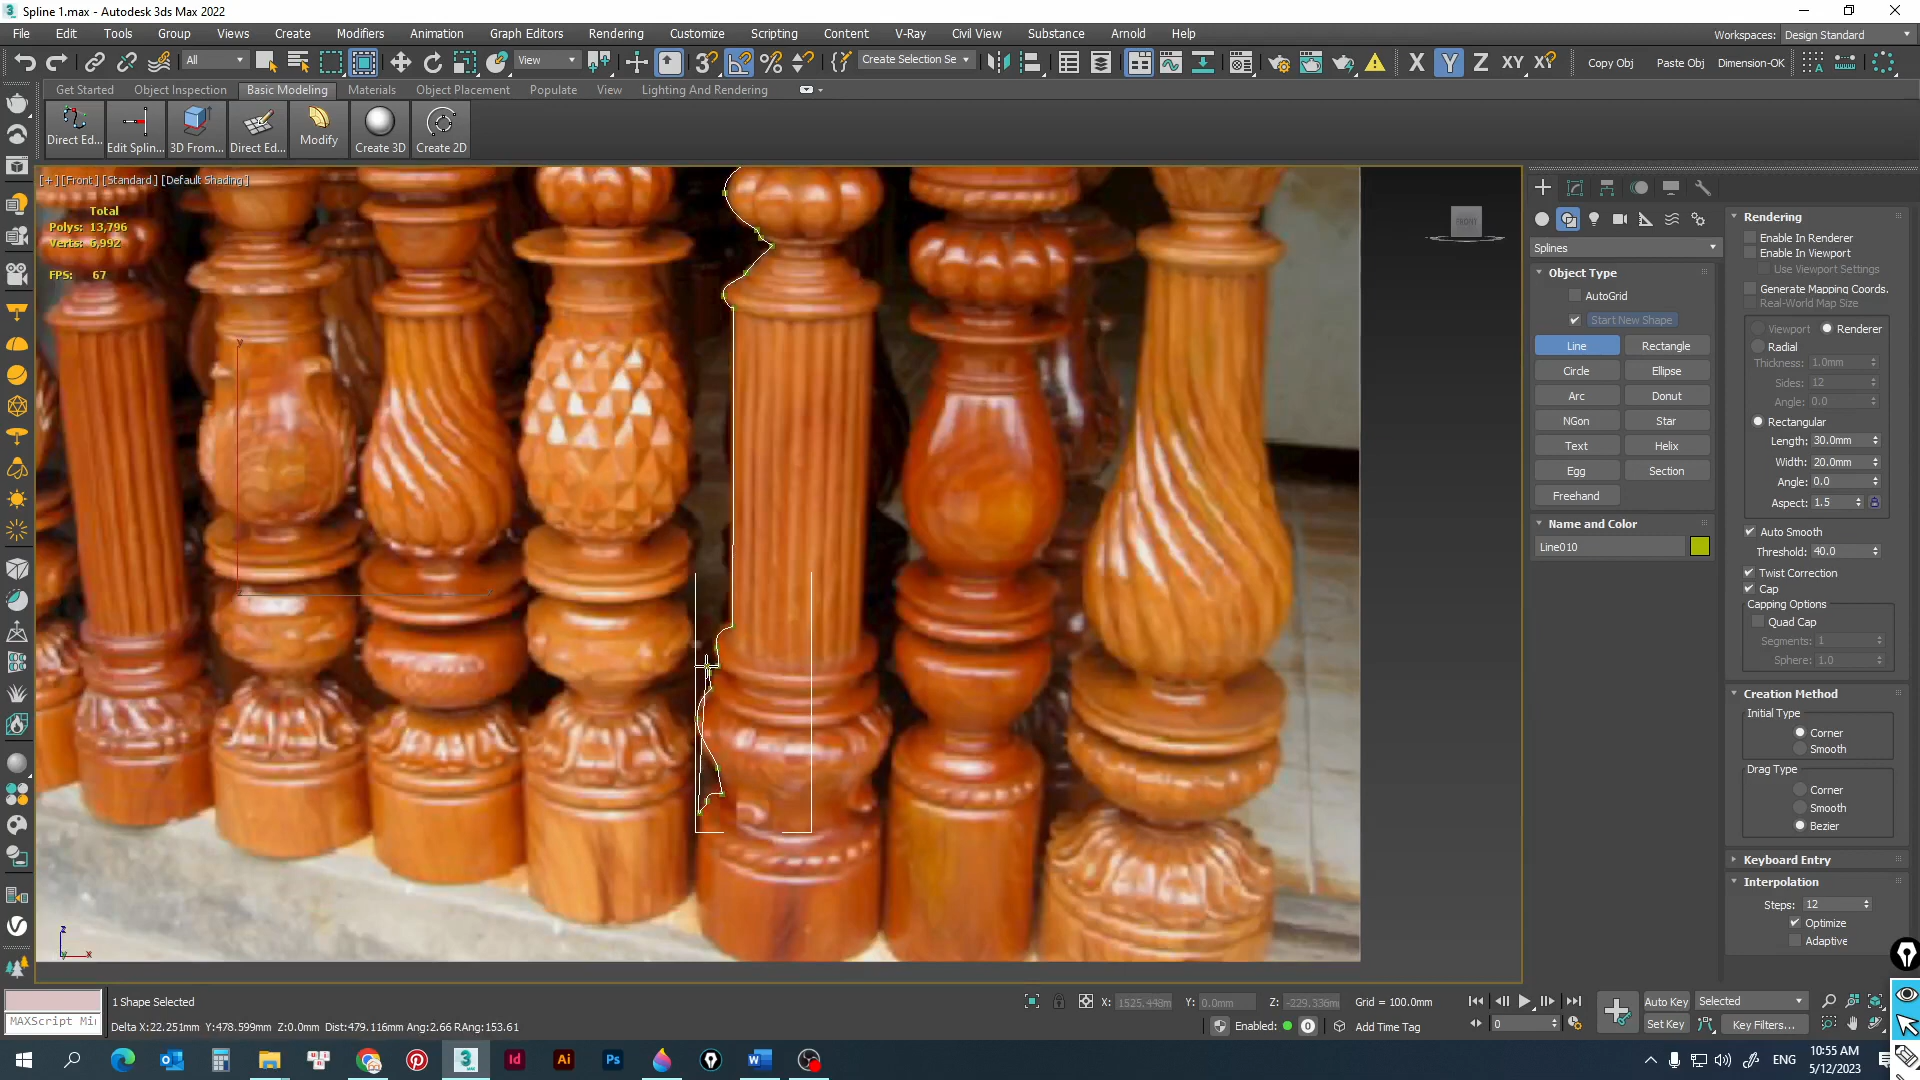 Spline 1.max - Autodesk 3ds Max 2022
File Edit Tools Group Views Create Modifiers Animation Graph Editors Rendering Customize Scripting Content V-Ray Civil View Substance Arnold Help
Workspaces: Design Standard
All View Create Selection Se X Y Z XY XY Copy Obj Paste Obj Dimension-OK
Get Started Object Inspection Basic Modeling Materials Object Placement Populate View Lighting And Rendering
Direct Ed... Edit Splin... 3D From... Direct Ed... Modify Create 3D Create 2D
[ + ] [Front ] [Standard ] [Default Shading ]
Total
Polys: 13,796
Verts: 6,992
FPS: 67
FRONT
Splines
Object Type
AutoGrid
Start New Shape
Line Rectangle
Circle Ellipse
Arc Donut
NGon Star
Text Helix
Egg Section
Freehand
Name and Color
Line010
Rendering
Enable In Renderer
Enable In Viewport
Use Viewport Settings
Generate Mapping Coords.
Real-World Map Size
Viewport Renderer
Radial
Thickness: 1.0mm
Sides: 12
Angle: 0.0
Rectangular
Length: 30.0mm
Width: 20.0mm
Angle: 0.0
Aspect: 1.5
Auto Smooth
Threshold: 40.0
Twist Correction
Cap
Capping Options
Quad Cap
Segments: 1
Sphere: 1.0
Creation Method
Initial Type
Corner
Smooth
Drag Type
Corner
Smooth
Bezier
Keyboard Entry
Interpolation
Steps: 12
Optimize
Adaptive
1 Shape Selected
X: 1525.448m Y: 0.0mm Z: -229.336m Grid = 100.0mm
Auto Key Selected
MAXScript Mi
Delta X:22.251mm Y:478.599mm Z:0.0mm Dist:479.116mm Ang:2.66 RAng:153.61
Enabled: 0 Add Time Tag
0 Set Key Key Filters...
ENG
10:55 AM
5/12/2023